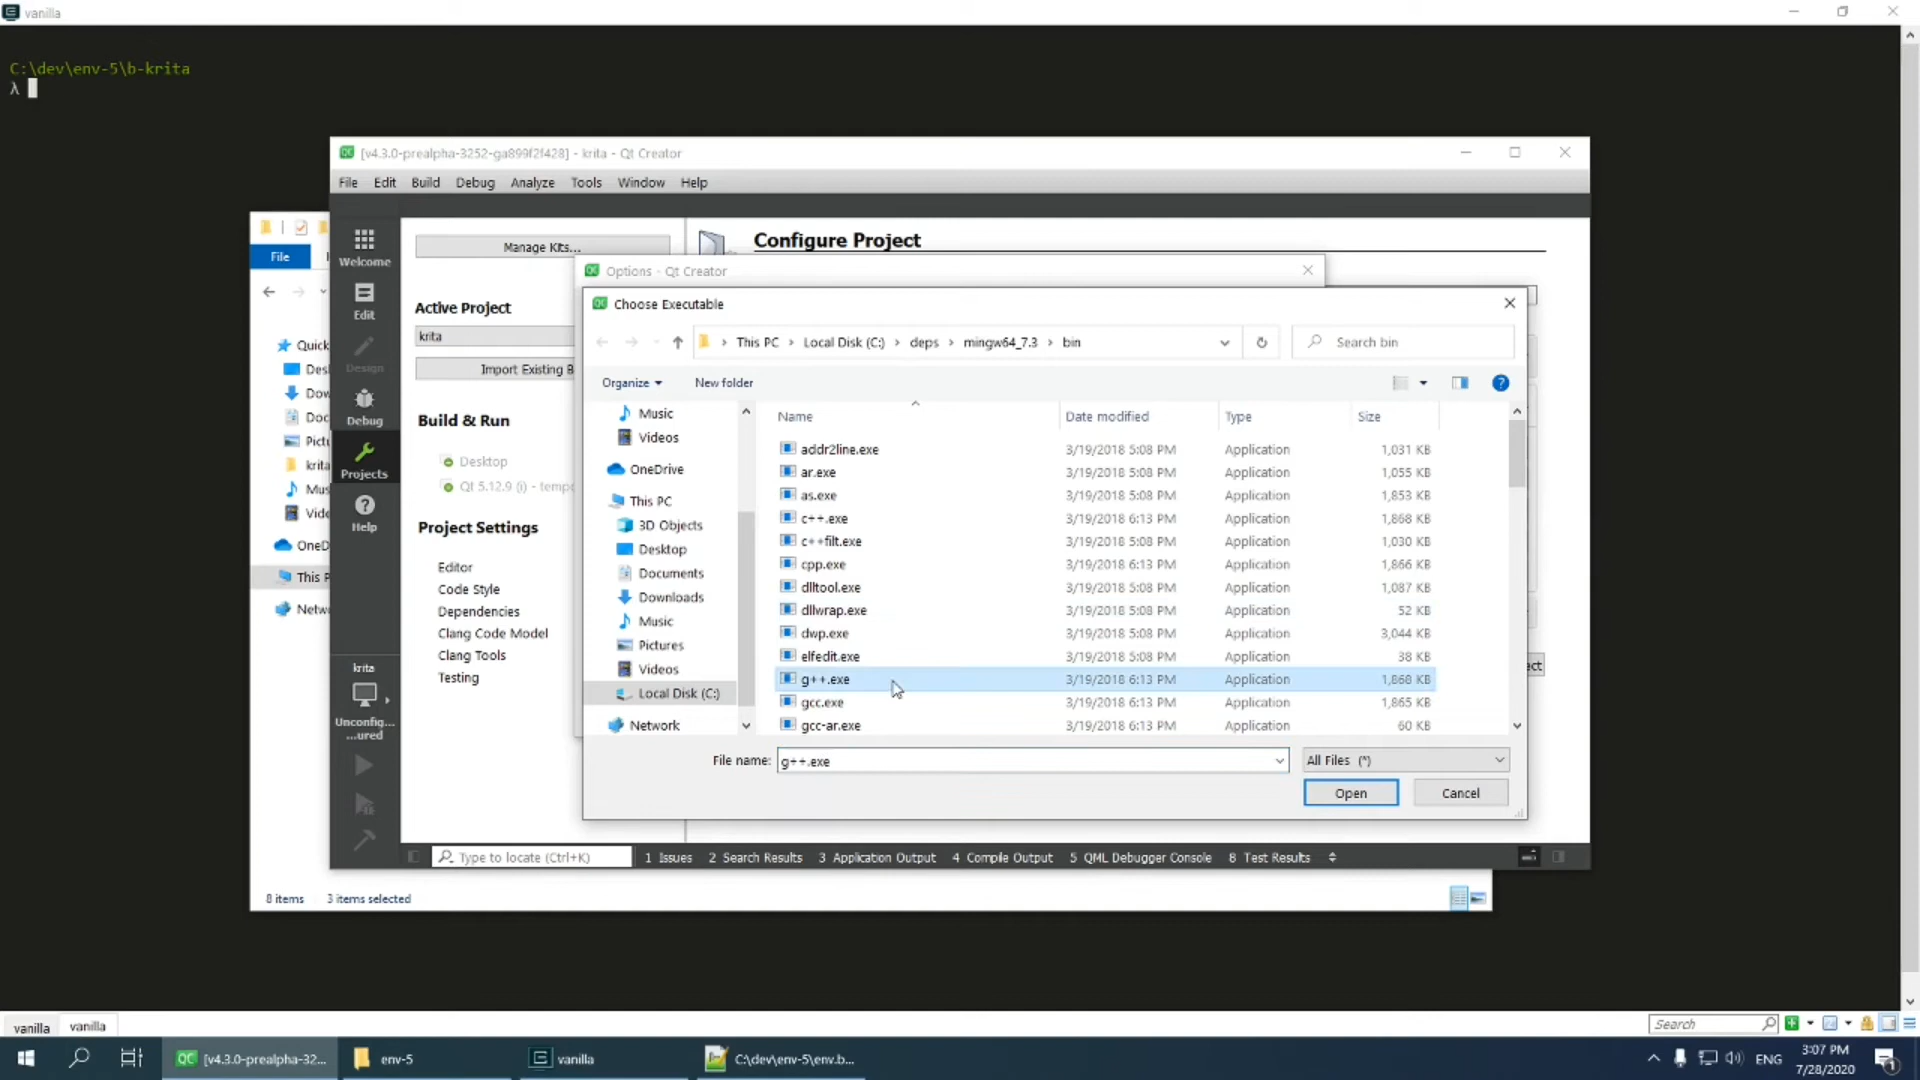 vanilla
C:\dev\env-5\b-krita
λ
[v4.3.0-prealpha-3252-ga899f2f428] - krita - Qt Creator
File Edit Build Debug Analyze Tools Window Help
File
Quick
OneD
This P
Netw
8 items 3 items selected
Welcome
Edit
Design
Debug
Projects
Help
krita
Unconfig...
...ured
Manage Kits...
Active Project
krita
Import Existing B
Build & Run
Desktop
Qt 5.12.9 (i) - tempo
Project Settings
Editor
Code Style
Dependencies
Clang Code Model
Clang Tools
Testing
Configure Project
Options - Qt Creator
Choose Executable
This PC Local Disk (C:) deps mingw64_7.3 bin
Search bin
Organize New folder
Music
Videos
OneDrive
This PC
3D Objects
Desktop
Documents
Downloads
Music
Pictures
Videos
Local Disk (C:)
Network
Name Date modified Type Size
addr2line.exe 3/19/2018 5:08 PM Application 1,031 KB
ar.exe 3/19/2018 5:08 PM Application 1,055 KB
as.exe 3/19/2018 5:08 PM Application 1,853 KB
c++.exe 3/19/2018 6:13 PM Application 1,868 KB
c++filt.exe 3/19/2018 5:08 PM Application 1,030 KB
cpp.exe 3/19/2018 6:13 PM Application 1,866 KB
dlltool.exe 3/19/2018 5:08 PM Application 1,087 KB
dllwrap.exe 3/19/2018 5:08 PM Application 52 KB
dwp.exe 3/19/2018 5:08 PM Application 3,044 KB
elfedit.exe 3/19/2018 5:08 PM Application 38 KB
g++.exe 3/19/2018 6:13 PM Application 1,868 KB
gcc.exe 3/19/2018 6:13 PM Application 1,865 KB
gcc-ar.exe 3/19/2018 6:13 PM Application 60 KB
File name: g++.exe All Files (*)
Open Cancel
Type to locate (Ctrl+K) 1 Issues 2 Search Results 3 Application Output 4 Compile Output 5 QML Debugger Console 8 Test Results
vanilla vanilla Search
[v4.3.0-prealpha-32... env-5 vanilla C:\dev\env-5\env.b...
ENG
3:07 PM
7/28/2020